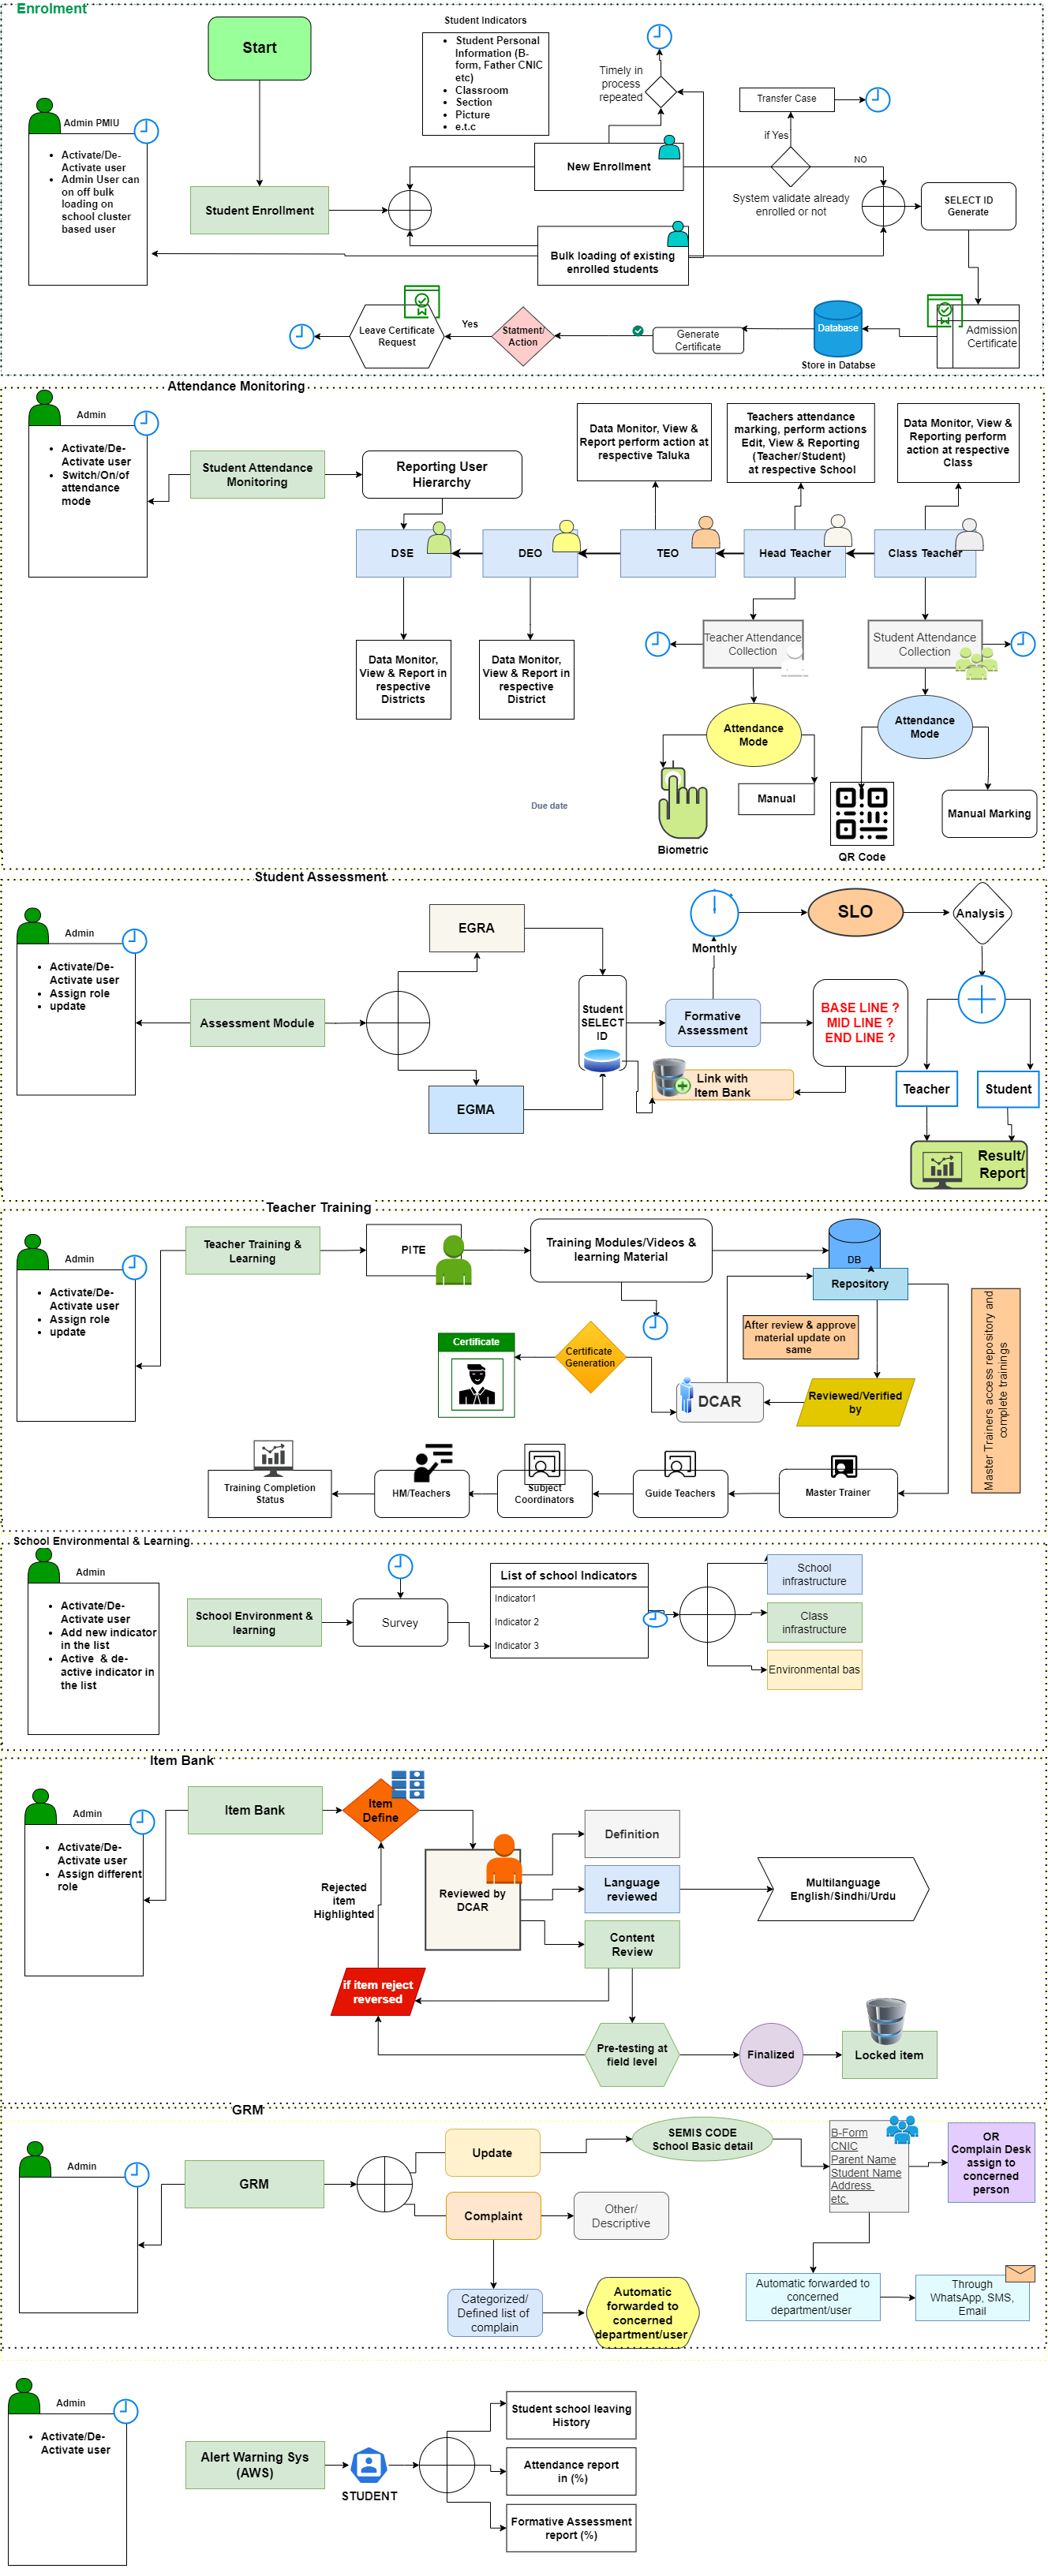 Enrolment
Start
Student Indicators
Student Personal
Information (B-
form, Father CNIC
etc)
Classroom
Section
Picture
e.t.c
Timely in
process
repeated
Transfer Case
if Yes
Admin PMIU
Activate/De-
Activate user
Admin User can
on off bulk
loading on
school cluster
based user
Student Enrollment
New Enrollment
NO
System validate already
enrolled or not
SELECT ID
Generate
Bulk loading of existing
enrolled students
Leave Certificate
Request
Yes
Statment/
Action
Generate
Certificate
Database
Store in Databse
Admission
Certificate
Attendance Monitoring
Admin
Activate/De-
Activate user
Switch/On/of
attendance
mode
Student Attendance
Monitoring
Reporting User
Hierarchy
Data Monitor, View &
Report perform action at
respective Taluka
Teachers attendance
marking, perform actions
Edit, View & Reporting
(Teacher/Student)
at respective School
Data Monitor, View &
Reporting perform
action at respective
Class
DSE
DEO
TEO
Head Teacher
Class Teacher
Data Monitor,
View & Report in
respective
Districts
Data Monitor,
View & Report in
respective
District
Teacher Attendance
Collection
Student Attendance
Collection
Attendance
Mode
Attendance
Mode
Manual
Manual Marking
Due date
Biometric
QR Code
Student Assessment
Admin
Activate/De-
Activate user
Assign role
update
Assessment Module
EGRA
EGMA
Student
SELECT
ID
Monthly
SLO
Analysis
Formative
Assessment
BASE LINE ?
MID LINE ?
END LINE ?
Link with
Item Bank
Teacher
Student
Result/
Report
Teacher Training
Admin
Activate/De-
Activate user
Assign role
update
Teacher Training &
Learning
PITE
Training Modules/Videos &
learning Material
DB
Repository
After review & approve
material update on
same
Master Trainers access repository and
complete trainings
Certificate
Certificate
Generation
DCAR
Reviewed/Verified
by
Training Completion
Status
HM/Teachers
Subject
Coordinators
Guide Teachers
Master Trainer
School Environmental & Learning
Admin
Activate/De-
Activate user
Add new indicator
in the list
Active & de-
active indicator in
the list
School Environment &
learning
Survey
List of school Indicators
Indicator1
Indicator 2
Indicator 3
School
infrastructure
Class
infrastructure
Environmental bas
Item Bank
Admin
Activate/De-
Activate user
Assign different
role
Item Bank
Item
Define
Reviewed by
DCAR
Definition
Language
reviewed
Content
Review
Multilanguage
English/Sindhi/Urdu
Rejected
item
Highlighted
if item reject
reversed
Pre-testing at
field level
Finalized
Locked item
GRM
Admin
GRM
Update
Complaint
SEMIS CODE
School Basic detail
Other/
Descriptive
B-Form
CNIC
Parent Name
Student Name
Address
etc.
OR
Complain Desk
assign to
concerned
person
Categorized/
Defined list of
complain
Automatic
forwarded to
concerned
department/user
Automatic forwarded to
concerned
department/user
Through
WhatsApp, SMS,
Email
Admin
Activate/De-
Activate user
Alert Warning Sys
(AWS)
STUDENT
Student school leaving
History
Attendance report
in (%)
Formative Assessment
report (%)